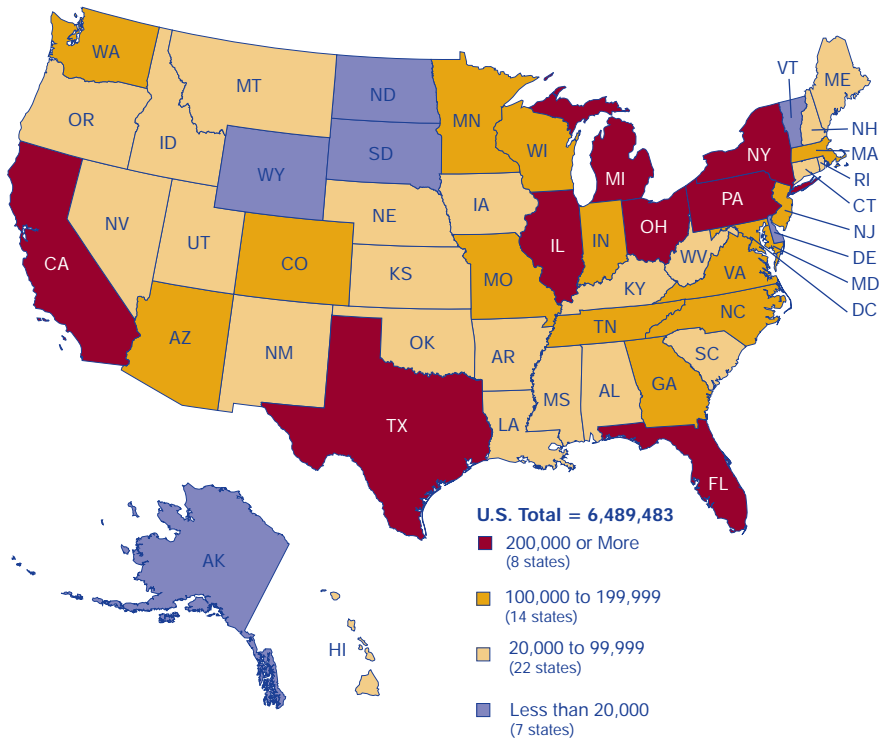 WA
MT
ND
MN
VT
ME
OR
ID
SD
WI
NH
MA
WY
MI
NY
RI
CT
NV
NE
IA
PA
NJ
UT
CO
IL
IN
OH
DE
CA
KS
MO
WV
VA
MD
KY
DC
AZ
NM
OK
AR
TN
NC
SC
TX
LA
MS
AL
GA
FL
AK
HI
U.S. Total = 6,489,483
200,000 or More
(8 states)
100,000 to 199,999
(14 states)
20,000 to 99,999
(22 states)
Less than 20,000
(7 states)